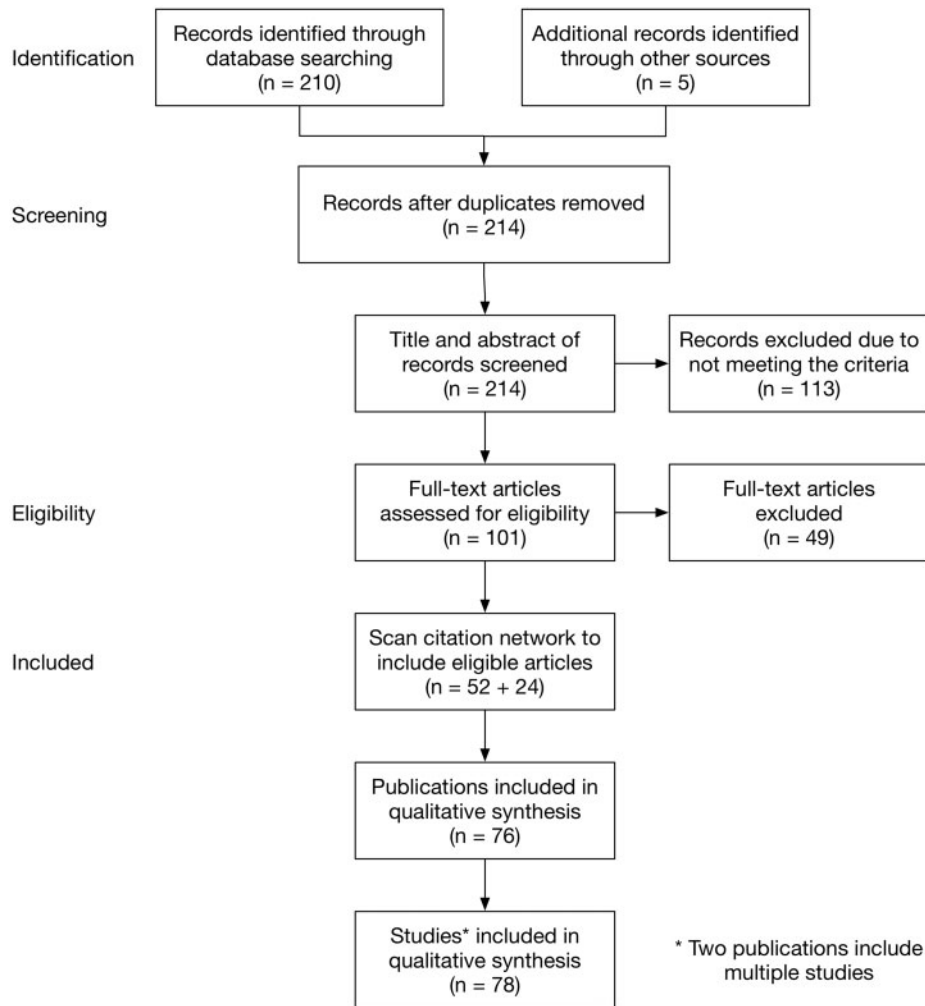 Identification
Records identified through
database searching
(n = 210)
Additional records identified
through other sources
(n = 5)
Screening
Records after duplicates removed
(n = 214)
Title and abstract of
records screened
(n = 214)
Records excluded due to
not meeting the criteria
(n = 113)
Eligibility
Full-text articles
assessed for eligibility
(n = 101)
Full-text articles
excluded
(n = 49)
Included
Scan citation network to
include eligible articles
(n = 52 + 24)
Publications included in
qualitative synthesis
(n = 76)
Studies* included in
qualitative synthesis
(n = 78)
* Two publications include
multiple studies